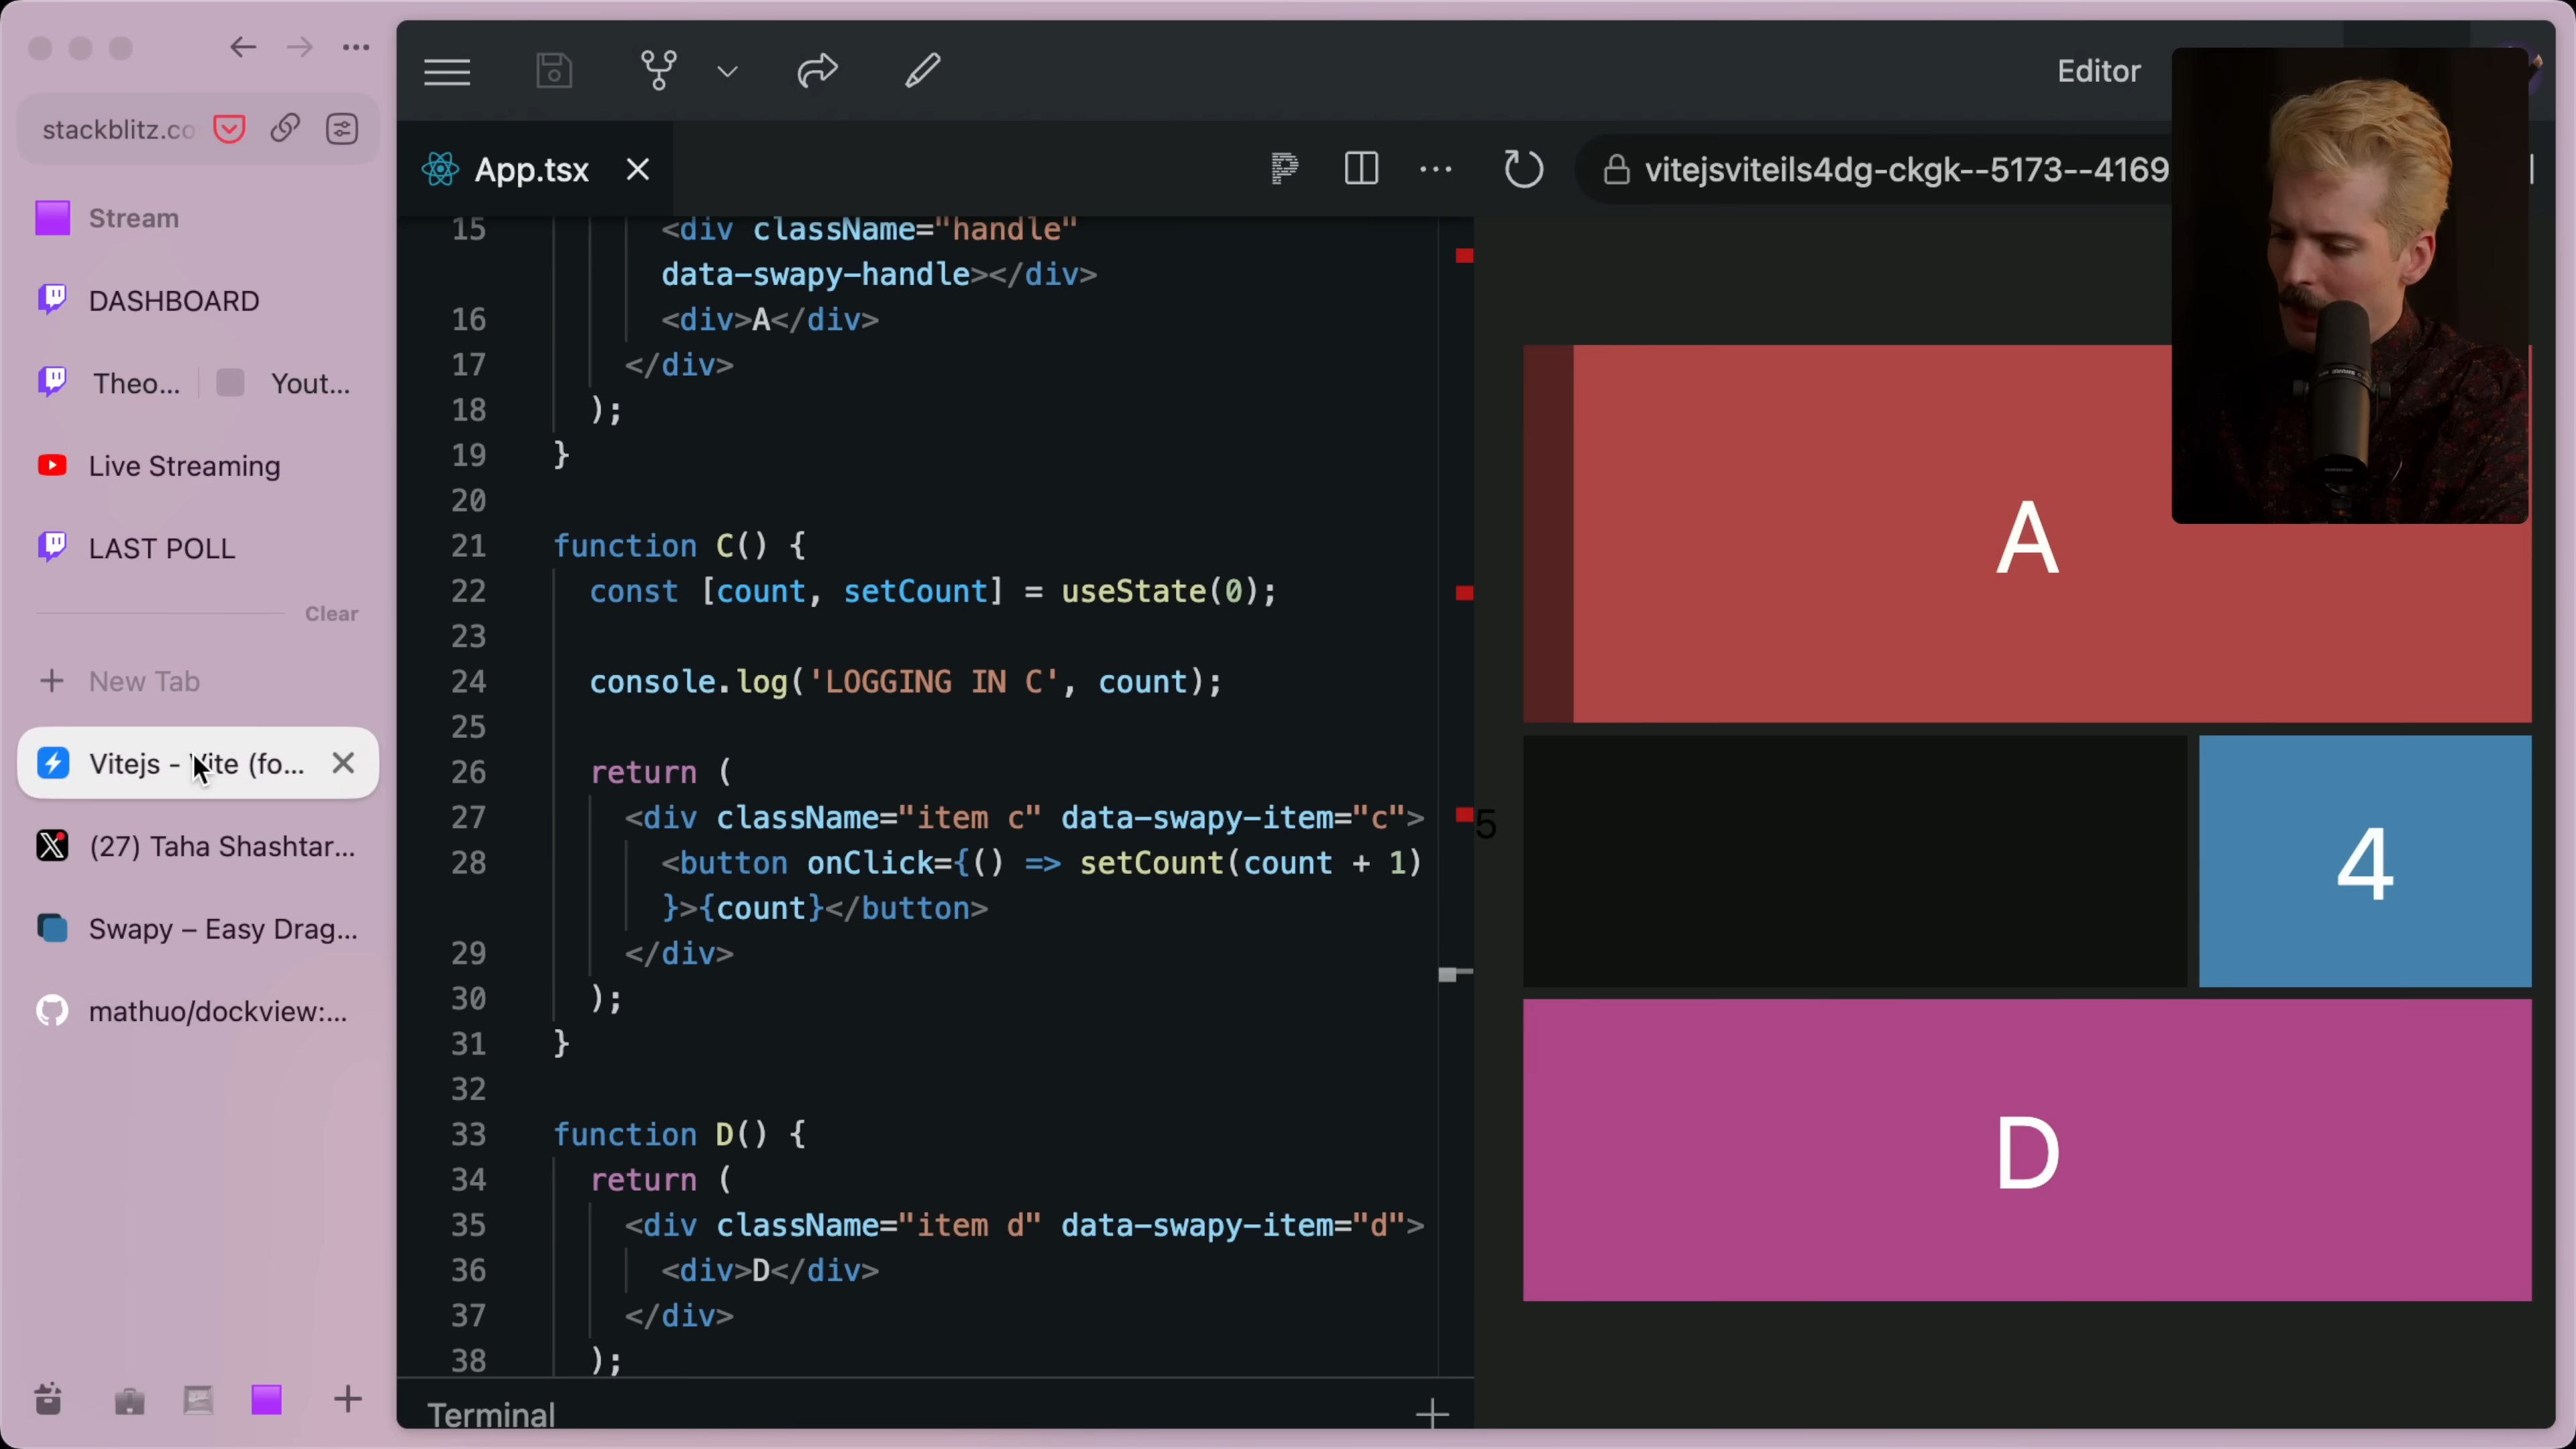 stackblitz.co
Stream
DASHBOARD
Theo...
Yout...
Live Streaming
LAST POLL
Clear
New Tab
Vitejs - Vite (fo...
(27) Taha Shashtar...
Swapy – Easy Drag...
mathuo/dockview:...
Editor
App.tsx
vitejsviteils4dg-ckgk--5173--4169
15 <div className="handle"
data-swapy-handle></div>
16 <div>A</div>
17 </div>
18 );
19 }
20
21 function C() {
22 const [count, setCount] = useState(0);
23
24 console.log('LOGGING IN C', count);
25
26 return (
27 <div className="item c" data-swapy-item="c">
28 <button onClick={() => setCount(count + 1)
}>{count}</button>
29 </div>
30 );
31 }
32
33 function D() {
34 return (
35 <div className="item d" data-swapy-item="d">
36 <div>D</div>
37 </div>
38 );
Terminal
A
5
4
D